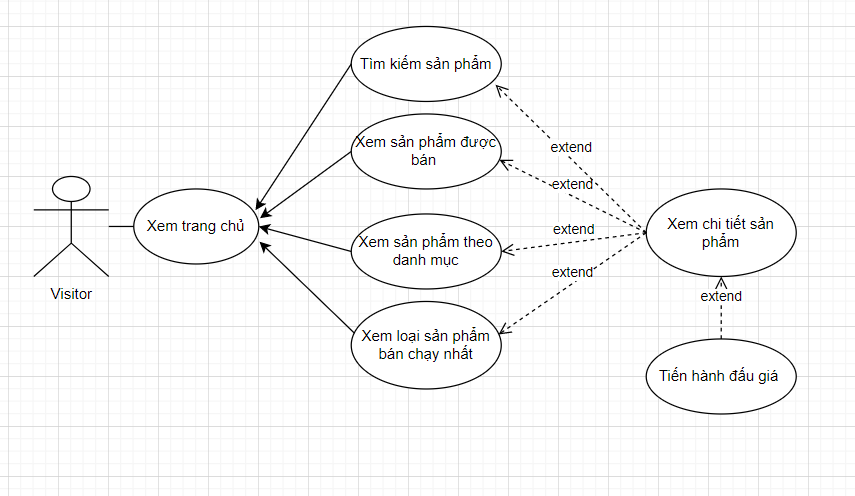 Tìm kiếm sản phẩm
Xem sản phẩm được
bán
extend
extend
Xem trang chủ
Xem chi tiết sản
phẩm
extend
Xem sản phẩm theo
danh mục
extend
Visitor
extend
Xem loại sản phẩm
bán chạy nhất
Tiến hành đấu giá